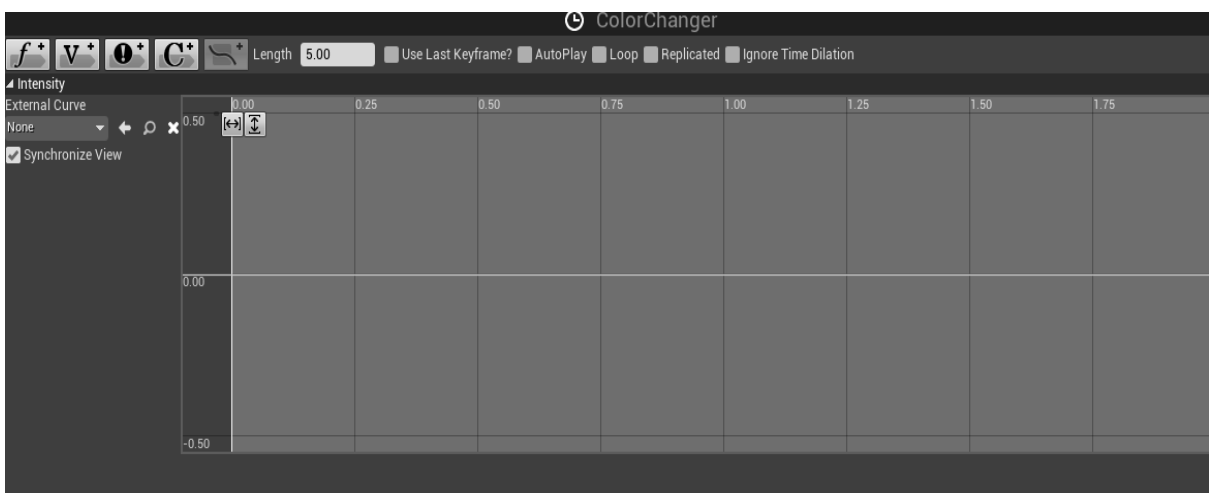 ColorChanger
f+ V+ !+ C+ + Length 5.00 Use Last Keyframe? AutoPlay Loop Replicated Ignore Time Dilation
Intensity
External Curve
None
Synchronize View
0.00 0.25 0.50 0.75 1.00 1.25 1.50 1.75
0.50
0.00
-0.50